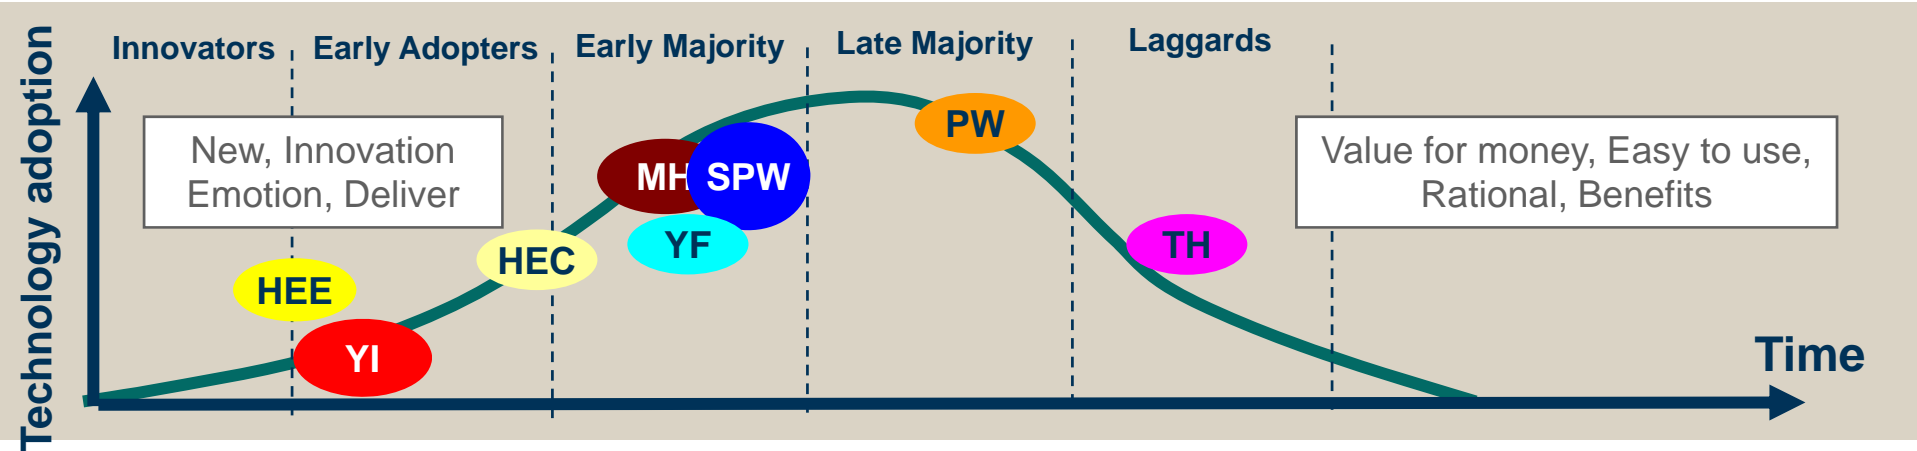 Technology adoption
Innovators
Early Adopters
Early Majority
Late Majority
Laggards
New, Innovation
Emotion, Deliver
Value for money, Easy to use,
Rational, Benefits
PW
MH
SPW
YF
TH
HEC
HEE
YI
Time